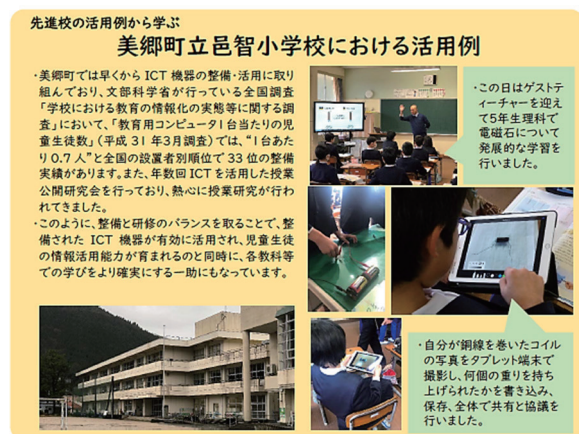 先進校の活用例から学ぶ
美郷町立邑智小学校における活用例
・美郷町では早くから ICT 機器の整備・活用に取り
組んでおり、文部科学省が行っている全国調査
「学校における教育の情報化の実態等に関する調
査」において、「教育用コンピュータ1台当たりの児
童生徒数」(平成 31 年3月調査)では、“1台あた
り0.7 人”と全国の設置者別順位で 33 位の整備
実績があります。また、年数回 ICT を活用した授業
公開研究会を行っており、熱心に授業研究が行わ
れてきました。
・このように、整備と研修のバランスを取ることで、整
備された ICT 機器が有効に活用され、児童生徒
の情報活用能力が育まれるのと同時に、各教科等
での学びをより確実にする一助にもなっています。
・この日はゲストテ
ィーチャーを迎え
て5年生理科で
電磁石について
発展的な学習を
行いました。
・自分が銅線を巻いたコイル
の写真をタブレット端末で
撮影し、何個の重りを持ち
上げられたかを書き込み、
保存、全体で共有と協議を
行いました。